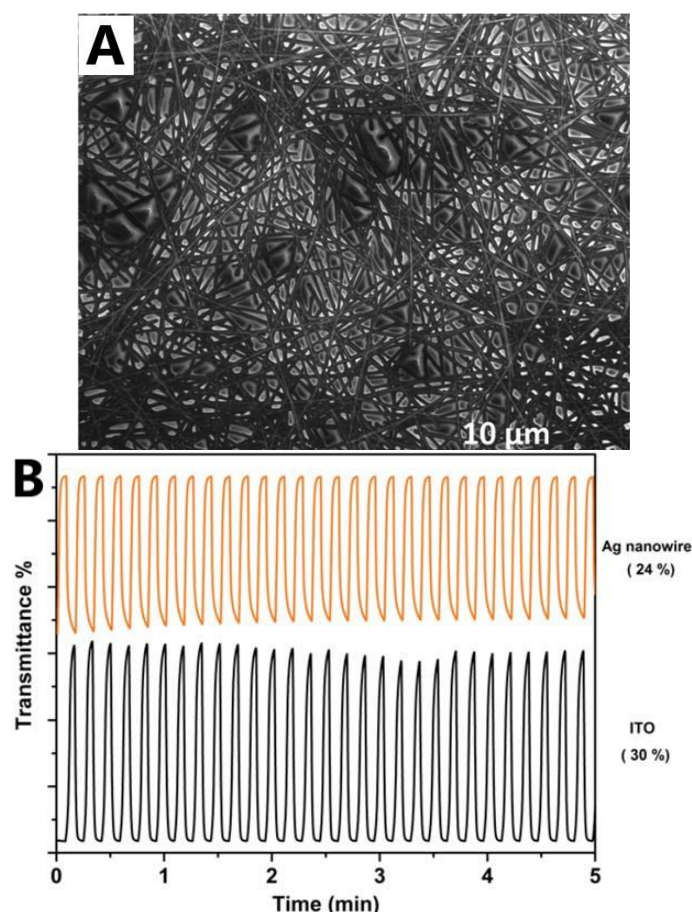 A
10 µm
B
Transmittance %
Ag nanowire
( 24 %)
ITO
( 30 %)
0 1 2 3 4 5
Time (min)